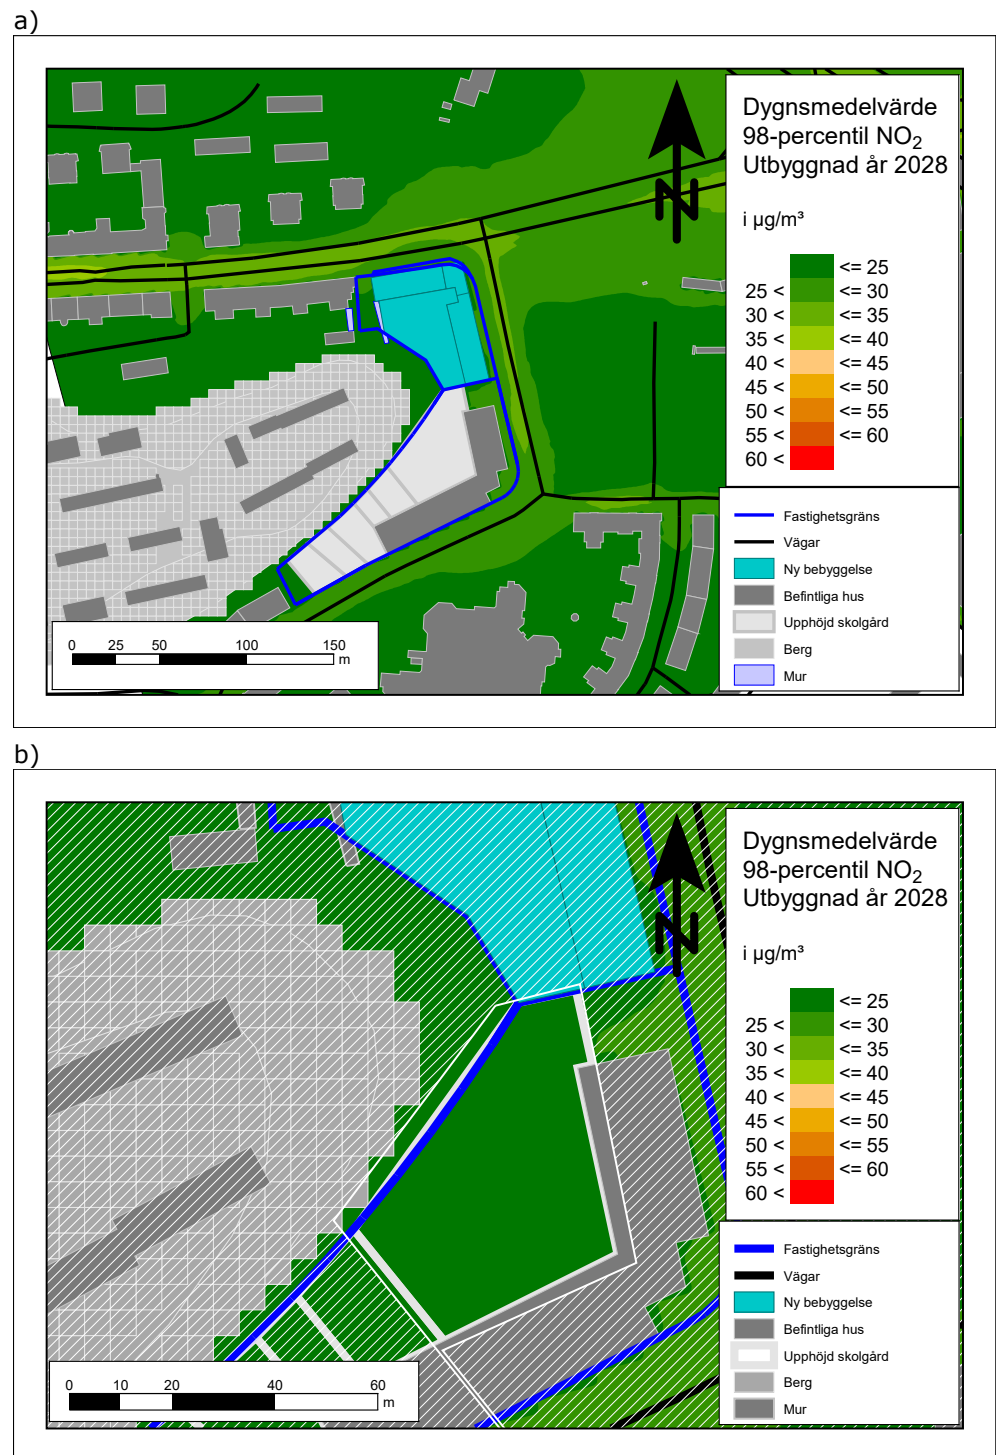 a)
Dygnsmedelvärde
98-percentil NO₂
Utbyggnad år 2028
i µg/m³
<= 25
25 < <= 30
30 < <= 35
35 < <= 40
40 < <= 45
45 < <= 50
50 < <= 55
55 < <= 60
60 <
Fastighetsgräns
Vägar
Ny bebyggelse
Befintliga hus
Upphöjd skolgård
Berg
Mur
0 25 50 100 150
m
N
b)
Dygnsmedelvärde
98-percentil NO₂
Utbyggnad år 2028
i µg/m³
<= 25
25 < <= 30
30 < <= 35
35 < <= 40
40 < <= 45
45 < <= 50
50 < <= 55
55 < <= 60
60 <
Fastighetsgräns
Vägar
Ny bebyggelse
Befintliga hus
Upphöjd skolgård
Berg
Mur
0 10 20 40 60
m
N